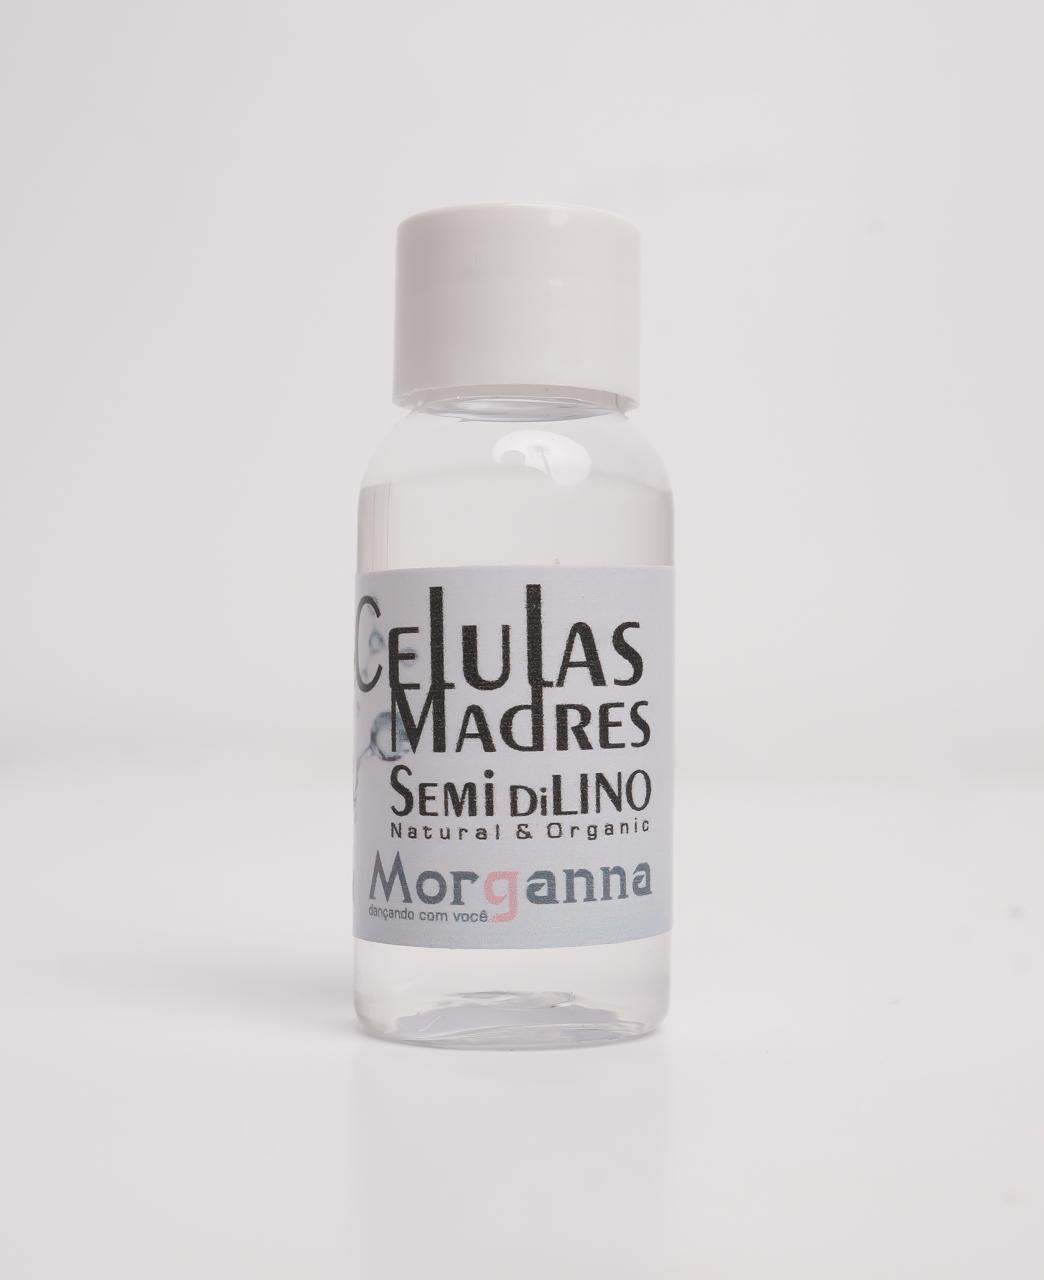 CElulAS
MAdRES
SEMi DiLINO
Natural & Organic
Morganna
dançando com você